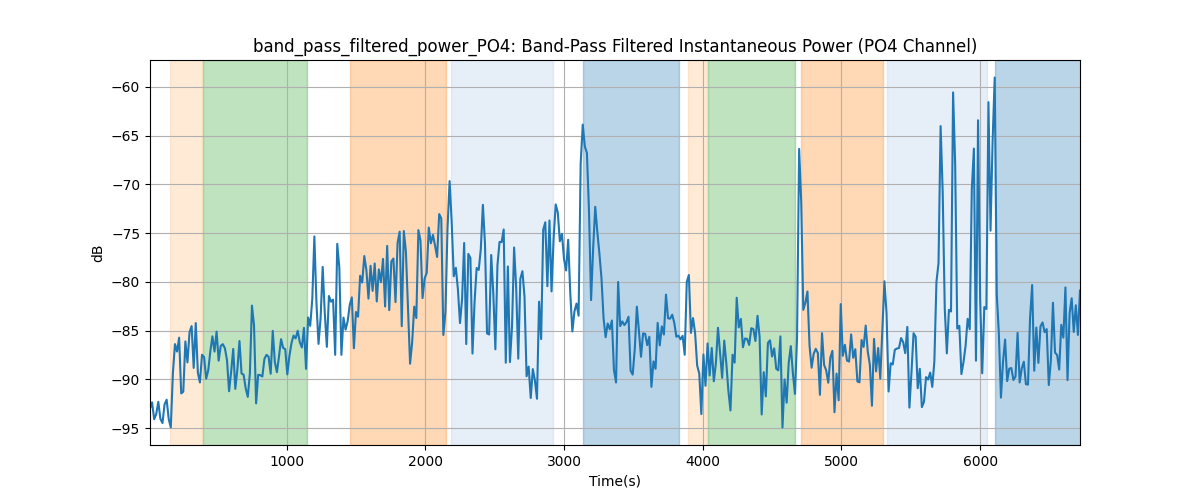 band_pass_filtered_power_PO4: Band-Pass Filtered Instantaneous Power (PO4 Channel)
−60
−65
−70
−75
−80
−85
−90
−95
dB
1000 2000 3000 4000 5000 6000
Time(s)